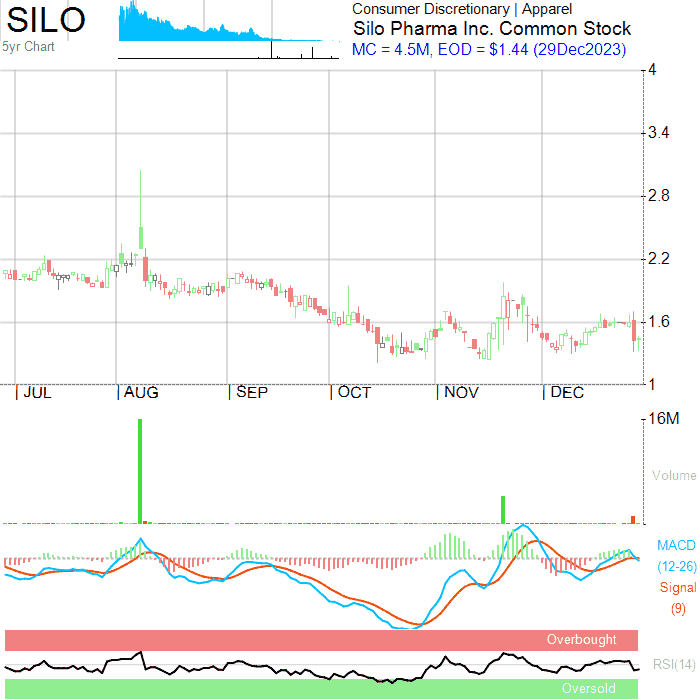 SILO
5yr Chart
Consumer Discretionary | Apparel
Silo Pharma Inc. Common Stock
MC = 4.5M, EOD = $1.44 (29Dec2023)
4
3.4
2.8
2.2
1.6
1
JUL AUG SEP OCT NOV DEC
16M
Volume
MACD
(12-26)
Signal
(9)
Overbought
RSI(14)
Oversold